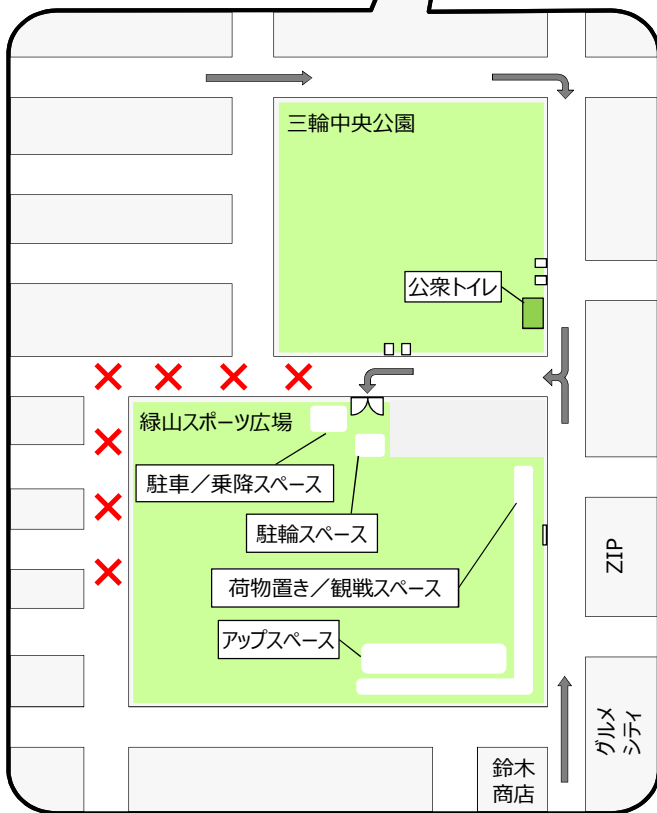 三輪中央公園
公衆トイレ
緑山スポーツ広場
駐車／乗降スペース
駐輪スペース
荷物置き／観戦スペース
アップスペース
ZIP
グルメ
シティ
鈴木
商店